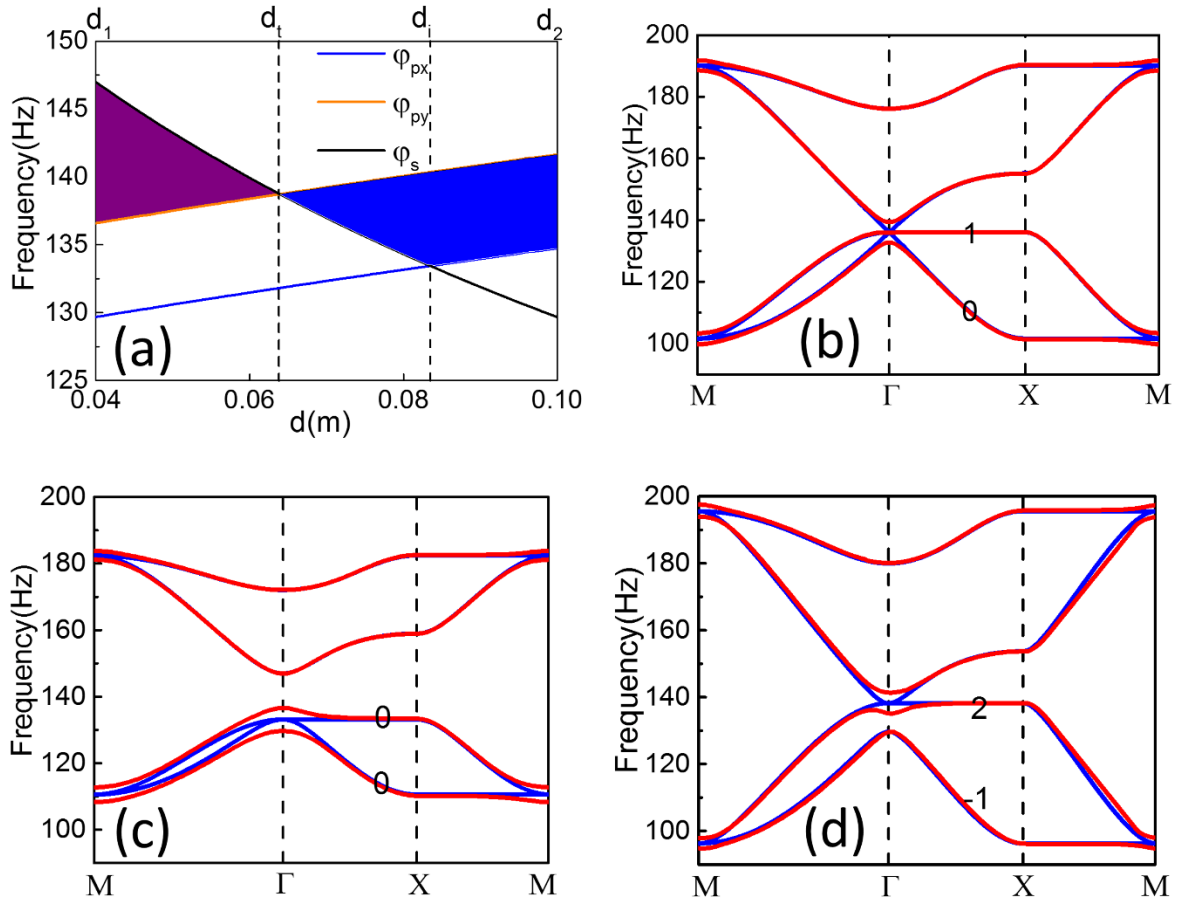 d₁ dₜ dᵢ d₂
150
145
140
135
130
125
Frequency(Hz)
φpx
φpy
φs
(a)
0.04 0.06 0.08 0.10
d(m)
200
180
160
140
120
100
Frequency(Hz)
1
0
(b)
M Γ X M
200
180
160
140
120
100
Frequency(Hz)
0
0
(c)
M Γ X M
200
180
160
140
120
100
Frequency(Hz)
2
-1
(d)
M Γ X M